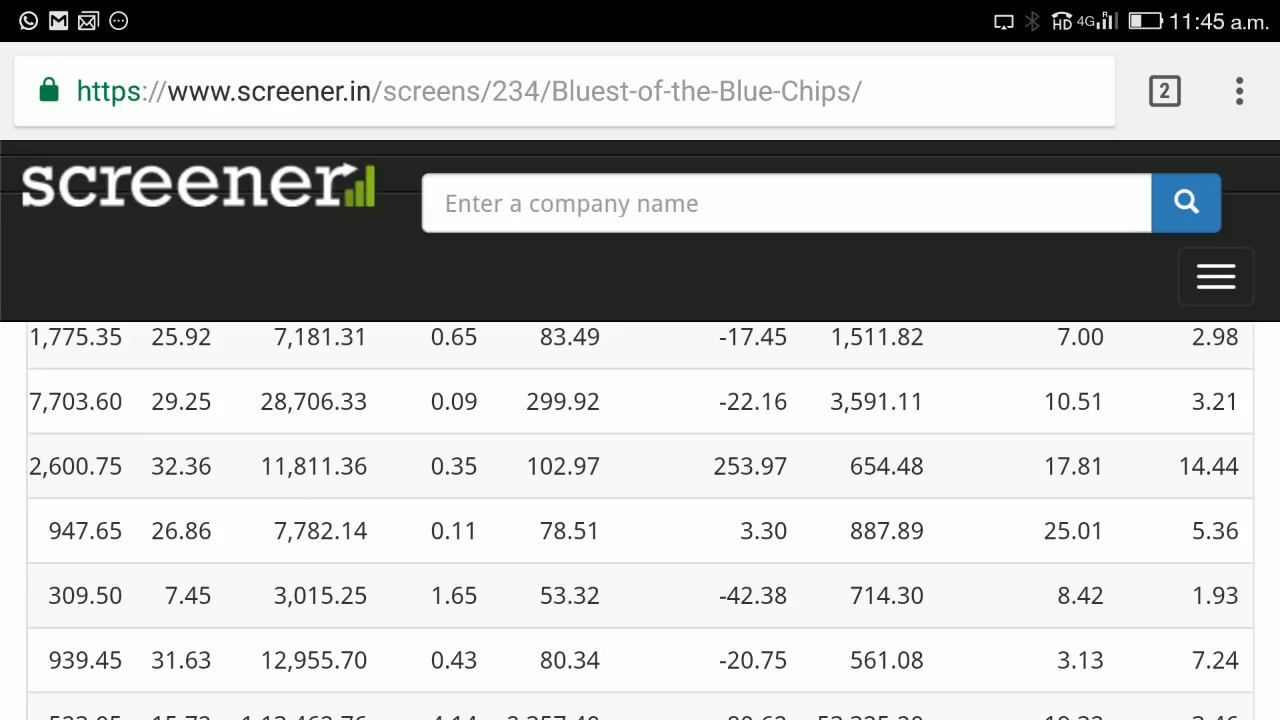 HD 4G R 11:45 a.m.
https://www.screener.in/screens/234/Bluest-of-the-Blue-Chips/ 2
screener Enter a company name
1,775.35 25.92 7,181.31 0.65 83.49 -17.45 1,511.82 7.00 2.98
7,703.60 29.25 28,706.33 0.09 299.92 -22.16 3,591.11 10.51 3.21
2,600.75 32.36 11,811.36 0.35 102.97 253.97 654.48 17.81 14.44
947.65 26.86 7,782.14 0.11 78.51 3.30 887.89 25.01 5.36
309.50 7.45 3,015.25 1.65 53.32 -42.38 714.30 8.42 1.93
939.45 31.63 12,955.70 0.43 80.34 -20.75 561.08 3.13 7.24